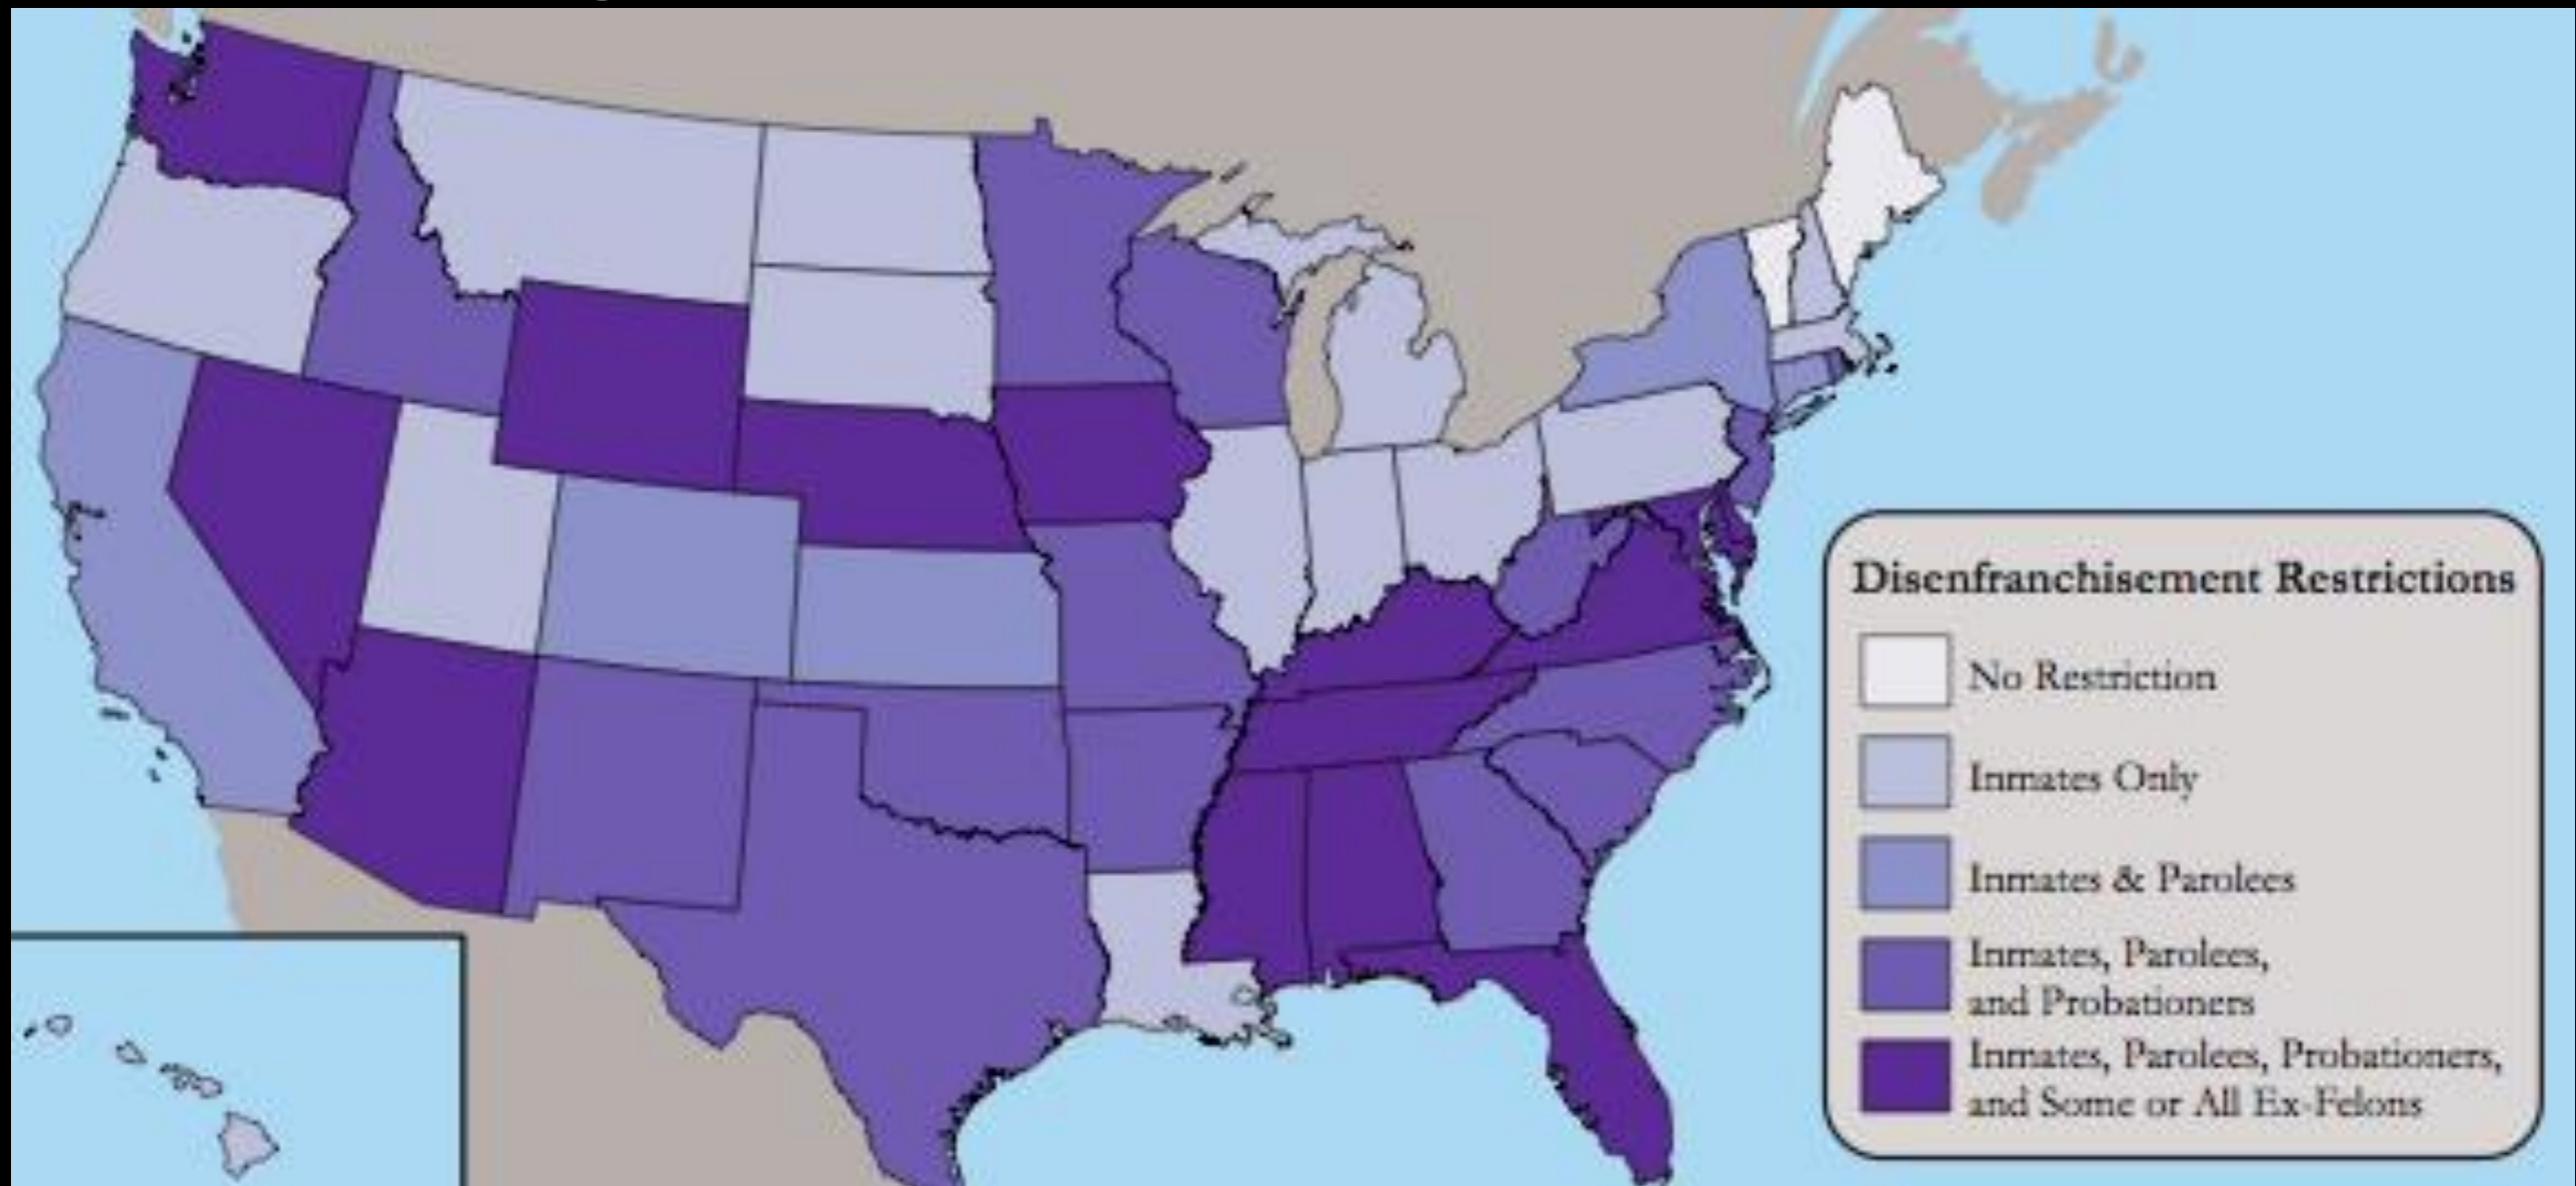 Disenfranchisement Restrictions
No Restriction
Inmates Only
Inmates & Parolees
Inmates, Parolees,
and Probationers
Inmates, Parolees, Probationers,
and Some or All Ex-Felons